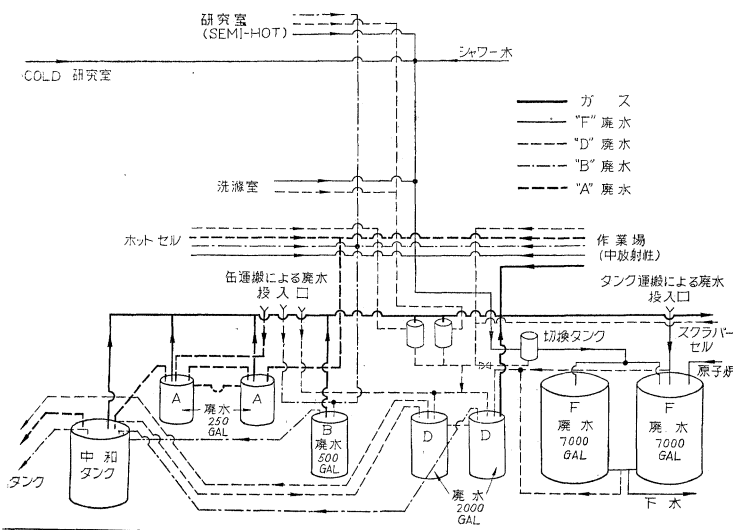 研究室
(SEMI-HOT)
シャワー水
COLD 研究室
ガス
"F" 廃水
"D" 廃水
"B" 廃水
"A" 廃水
洗滌室
ホットセル
作業場
(中放射性)
缶運搬による廃水
投入口
タンク運搬による廃水
投入口
切換タンク
スクラバー
セル
原子炉
A
A
廃水
250
GAL
B
廃水
500
GAL
D
D
廃水
2000
GAL
F
廃水
7000
GAL
F
廃水
7000
GAL
中和
タンク
タンク
下水